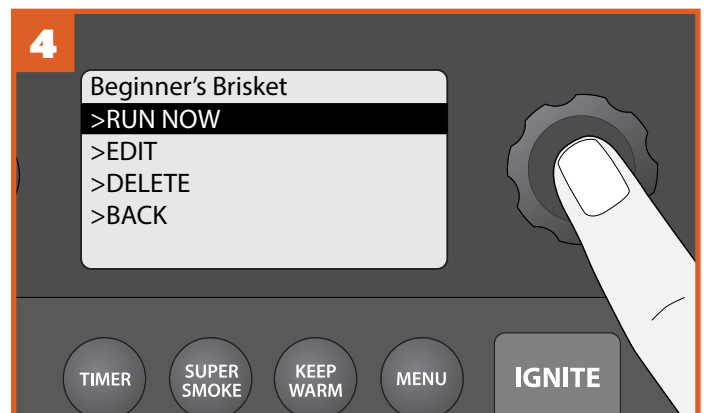 4
Beginner’s Brisket
>RUN NOW
>EDIT
>DELETE
>BACK
TIMER
SUPER
SMOKE
KEEP
WARM
MENU
IGNITE